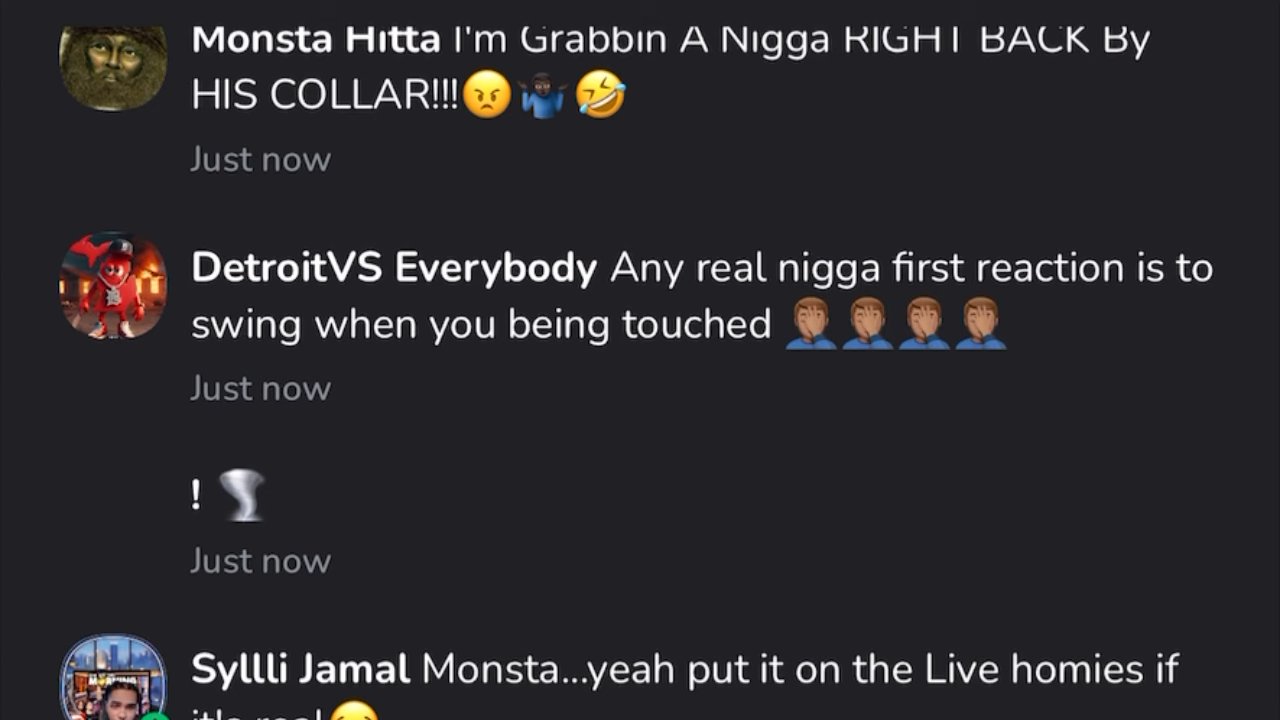 Monsta Hitta I'm Grabbin A Nigga RIGHT BACK By
HIS COLLAR!!!😠🤷🏿‍♂️🤣
Just now
DetroitVS Everybody Any real nigga first reaction is to
swing when you being touched 🤦🏽‍♂️🤦🏽‍♂️🤦🏽‍♂️🤦🏽‍♂️
Just now
! 🌪️
Just now
Syllli Jamal Monsta...yeah put it on the Live homies if
it's real